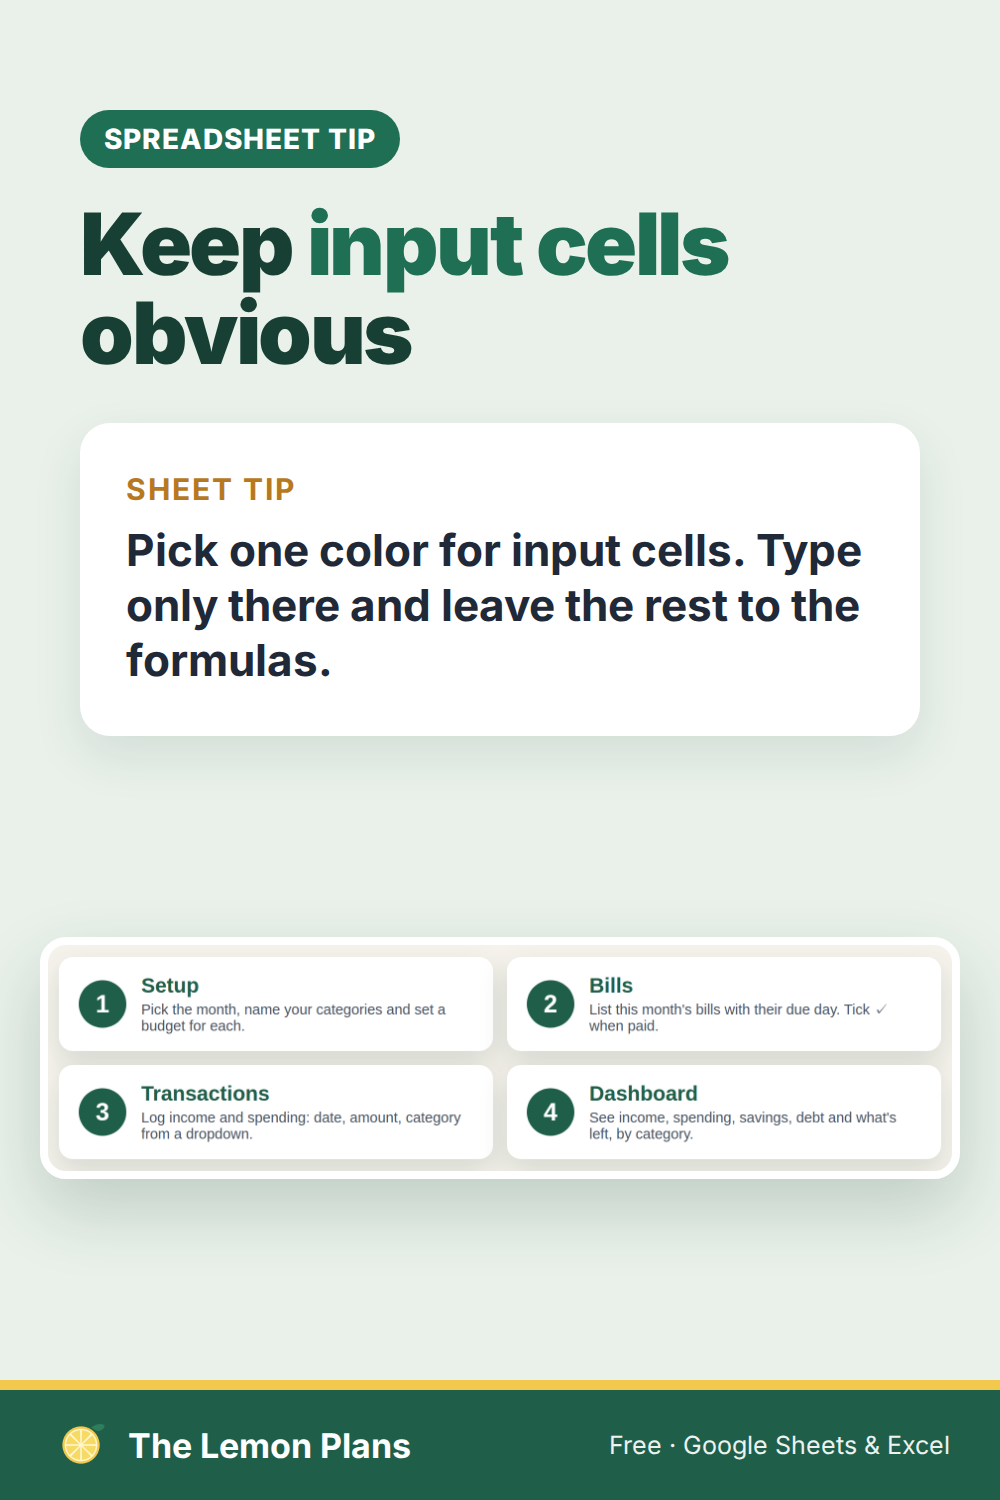 SPREADSHEET TIP
Keep input cells
obvious
SHEET TIP
Pick one color for input cells. Type
only there and leave the rest to the
formulas.
1
Setup
Pick the month, name your categories and set a
budget for each.
2
Bills
List this month's bills with their due day. Tick ✓
when paid.
3
Transactions
Log income and spending: date, amount, category
from a dropdown.
4
Dashboard
See income, spending, savings, debt and what's
left, by category.
The Lemon Plans
Free · Google Sheets & Excel